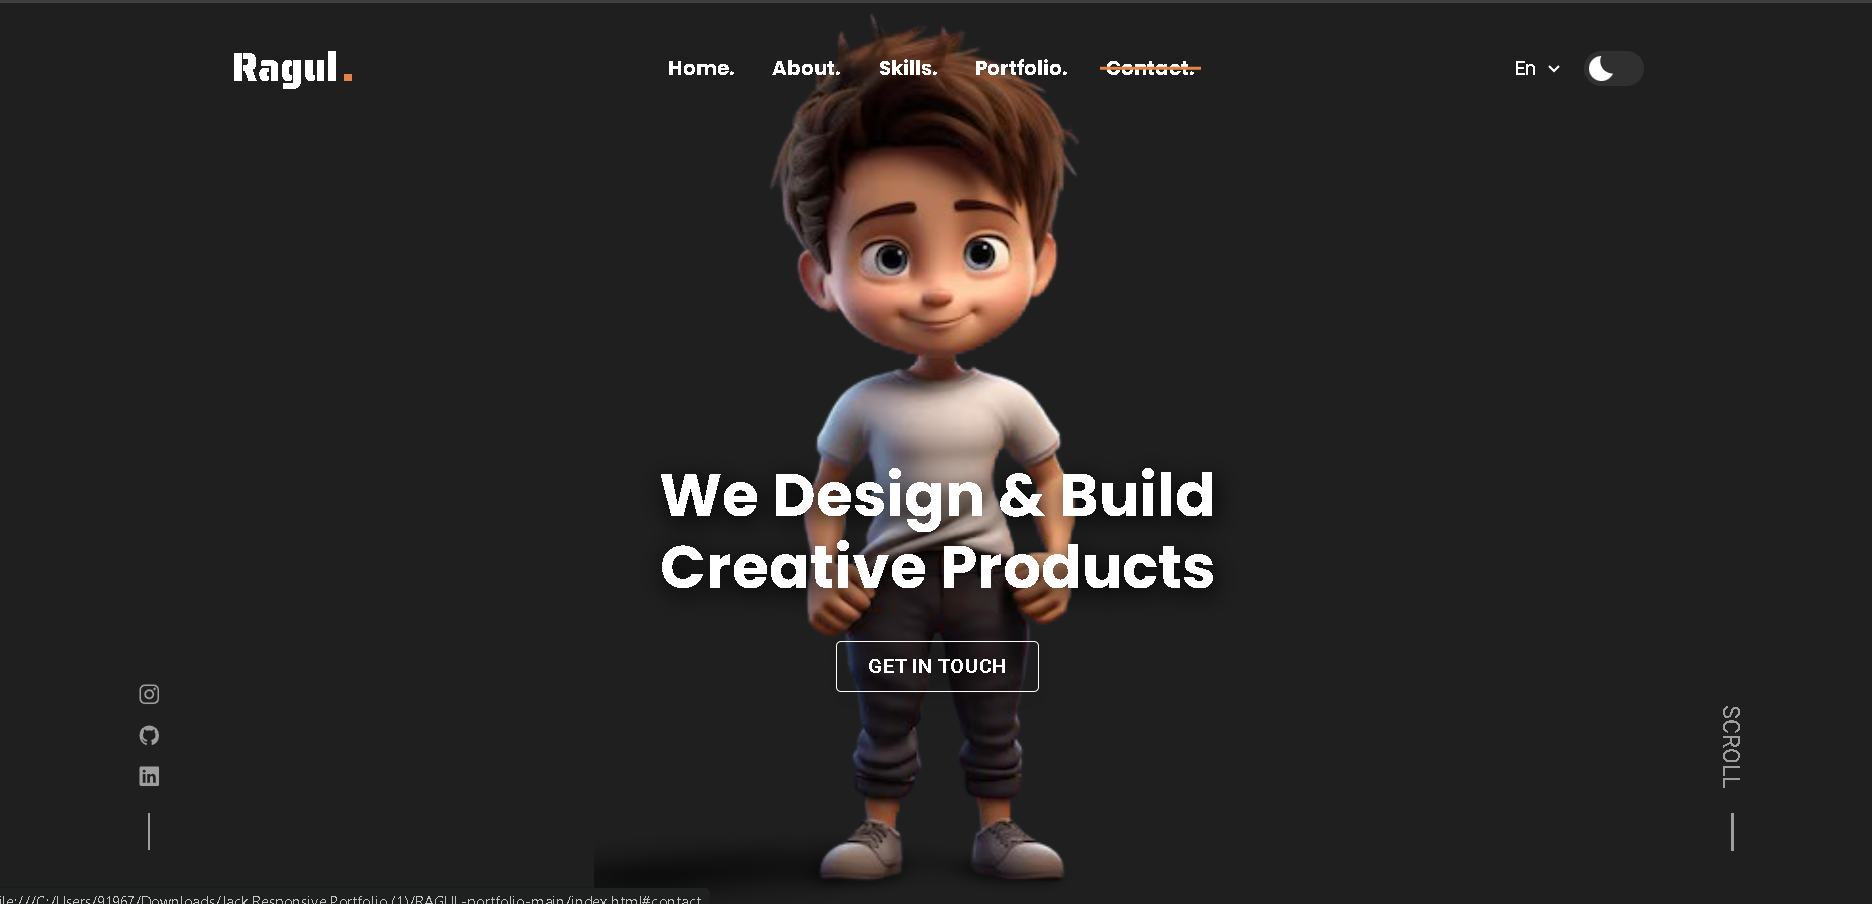 Ragul.
Home. About. Skills. Portfolio. Contact.
En
We Design & Build
Creative Products
GET IN TOUCH
SCROLL
ile:///C:/Users/91967/Downloads/Jack Responsive Portfolio (1)/RAGUL-portfolio-main/index.html#contact